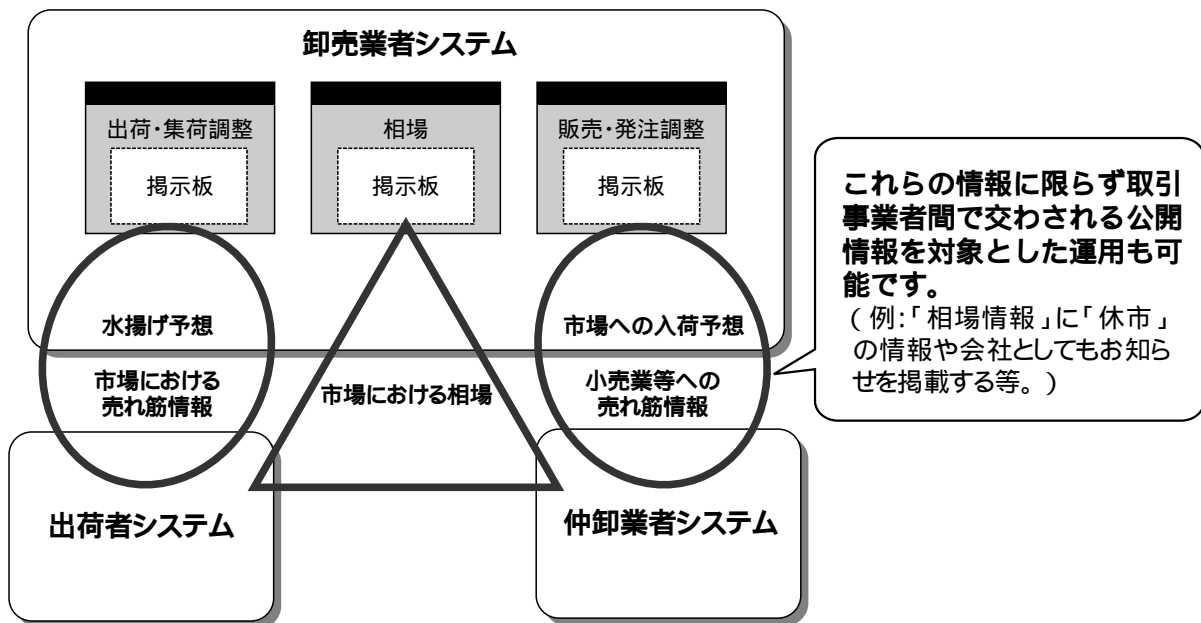 卸売業者システム
出荷・集荷調整
相場
販売・発注調整
掲示板
掲示板
掲示板
水揚げ予想
市場への入荷予想
市場における
売れ筋情報
市場における相場
小売業等への
売れ筋情報
出荷者システム
仲卸業者システム
これらの情報に限らず取引
事業者間で交わされる公開
情報を対象とした運用も可
能です。
(例:「相場情報」に「休市」
の情報や会社としてもお知ら
せを掲載する等。)